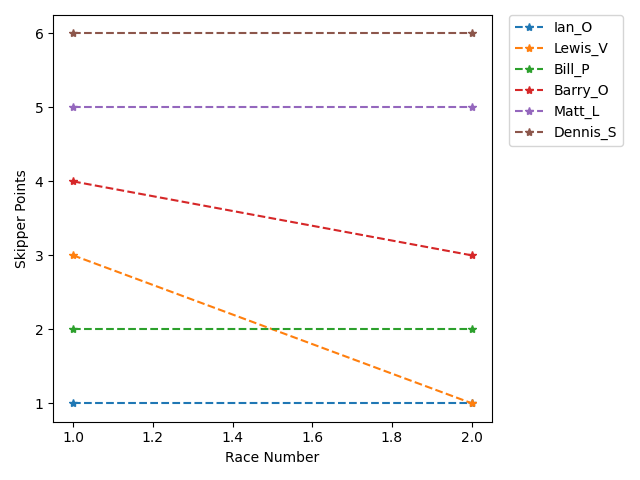 6
5
4
3
2
1
Skipper Points
1.0 1.2 1.4 1.6 1.8 2.0
Race Number
Ian_O
Lewis_V
Bill_P
Barry_O
Matt_L
Dennis_S